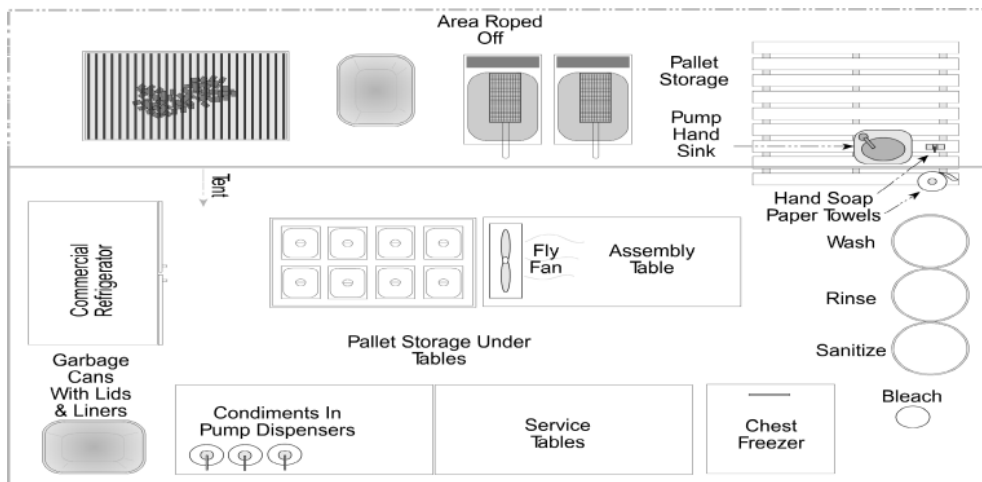 Area Roped
Off
Pallet
Storage
Pump
Hand
Sink
Tent
Hand Soap
Paper Towels
Commercial
Refrigerator
Fly
Fan
Assembly
Table
Wash
Rinse
Sanitize
Pallet Storage Under
Tables
Garbage
Cans
With Lids
& Liners
Condiments In
Pump Dispensers
Service
Tables
Chest
Freezer
Bleach